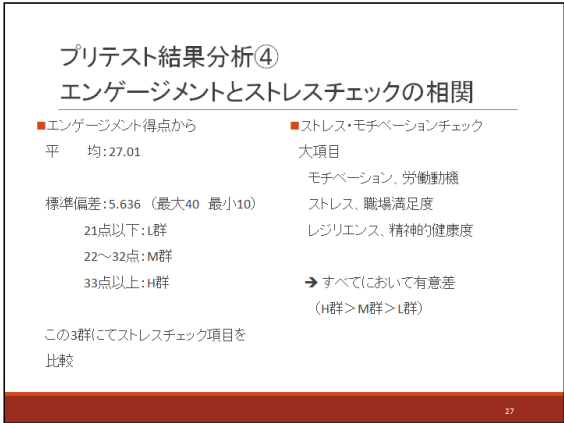 プリテスト結果分析④
エンゲージメントとストレスチェックの相関
■エンゲージメント得点から
平　　均:27.01
標準偏差:5.636 （最大40 最小10）
21点以下:L群
22～32点:M群
33点以上:H群
この3群にてストレスチェック項目を
比較
■ストレス・モチベーションチェック
大項目
モチベーション、労働動機
ストレス、職場満足度
レジリエンス、精神的健康度
➔ すべてにおいて有意差
（H群＞M群＞L群）
27